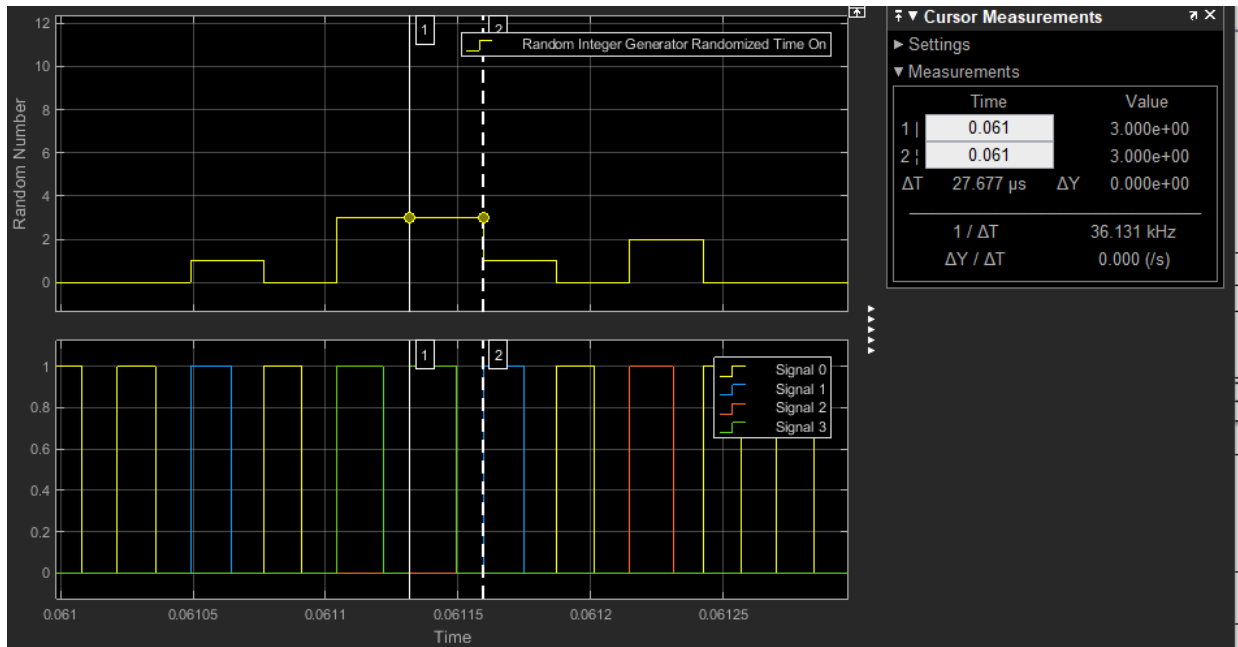 12
10
8
6
4
2
0
Random Number
1
2
Random Integer Generator Randomized Time On
1
0.8
0.6
0.4
0.2
0
1
2
Signal 0
Signal 1
Signal 2
Signal 3
0.061
0.06105
0.0611
0.06115
0.0612
0.06125
Time
Cursor Measurements
Settings
Measurements
Time Value
1 | 0.061 3.000e+00
2 ¦ 0.061 3.000e+00
ΔT 27.677 µs ΔY 0.000e+00
1 / ΔT 36.131 kHz
ΔY / ΔT 0.000 (/s)